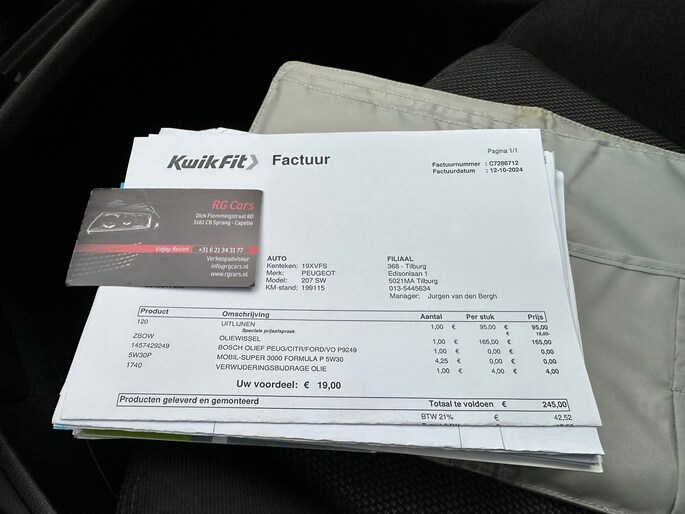 KwikFit Factuur
Pagina 1/1
Factuurnummer : C7286712
Factuurdatum : 12-10-2024
RG Cars
Dick Flemmingstraat 8D
5161 CB Sprang - Capelle
+31 6 21 34 31 77
Verkoopadviseur
info@rgcars.nl
www.rgcars.nl
AUTO
Kenteken: 19XVFS
Merk: PEUGEOT
Model: 207 SW
KM-stand: 199115
FILIAAL
368 - Tilburg
Edisonlaan 1
5021MA Tilburg
013-5445634
Manager: Jurgen van den Bergh
Product Omschrijving Aantal Per stuk Prijs
120 UITLIJNEN 1,00 € 95,00 € 95,00
Speciale prijsafspraak € 19,00-
ZBOW OLIEWISSEL 1,00 € 165,00 € 165,00
1457429249 BOSCH OLIEF PEUG/CITR/FORD/VO P9249 1,00 € 0,00 € 0,00
5W30P MOBIL-SUPER 3000 FORMULA P 5W30 4,25 € 0,00 € 0,00
1740 VERWIJDERINGSBIJDRAGE OLIE 1,00 € 4,00 € 4,00
Uw voordeel: € 19,00
Producten geleverd en gemonteerd Totaal te voldoen € 245,00
BTW 21% € 42,52